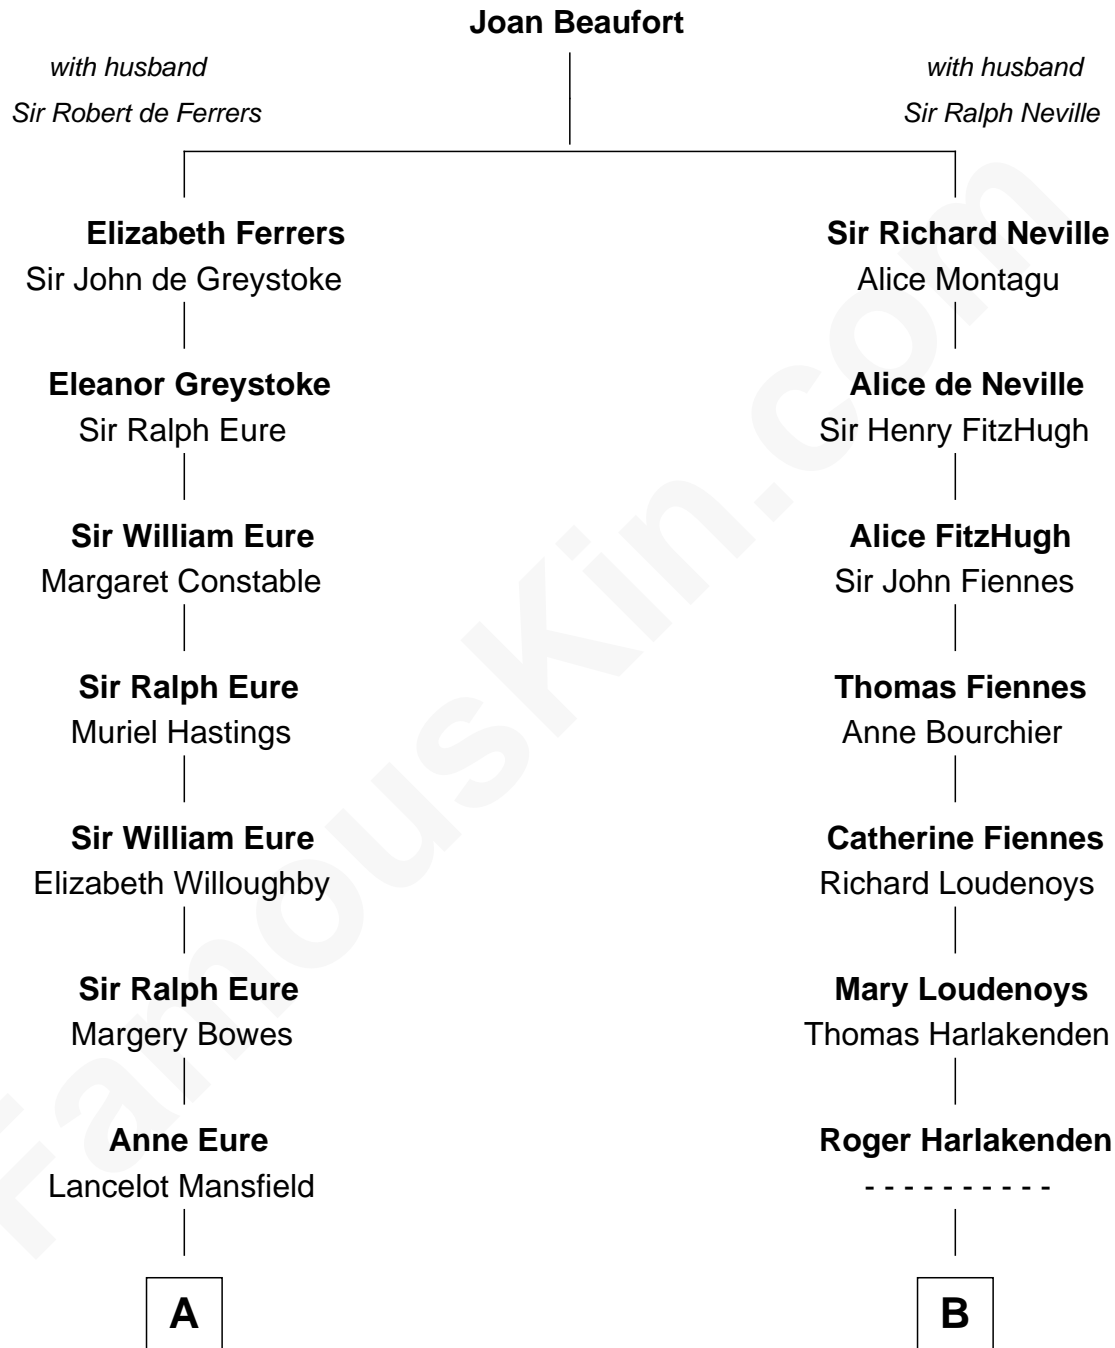 Joan Beaufort
with husband
Sir Robert de Ferrers
with husband
Sir Ralph Neville
Elizabeth Ferrers
Sir John de Greystoke
Eleanor Greystoke
Sir Ralph Eure
Sir William Eure
Margaret Constable
Sir Ralph Eure
Muriel Hastings
Sir William Eure
Elizabeth Willoughby
Sir Ralph Eure
Margery Bowes
Anne Eure
Lancelot Mansfield
A
Sir Richard Neville
Alice Montagu
Alice de Neville
Sir Henry FitzHugh
Alice FitzHugh
Sir John Fiennes
Thomas Fiennes
Anne Bourchier
Catherine Fiennes
Richard Loudenoys
Mary Loudenoys
Thomas Harlakenden
Roger Harlakenden
- - - - - - - - - -
B
FamousKin.com